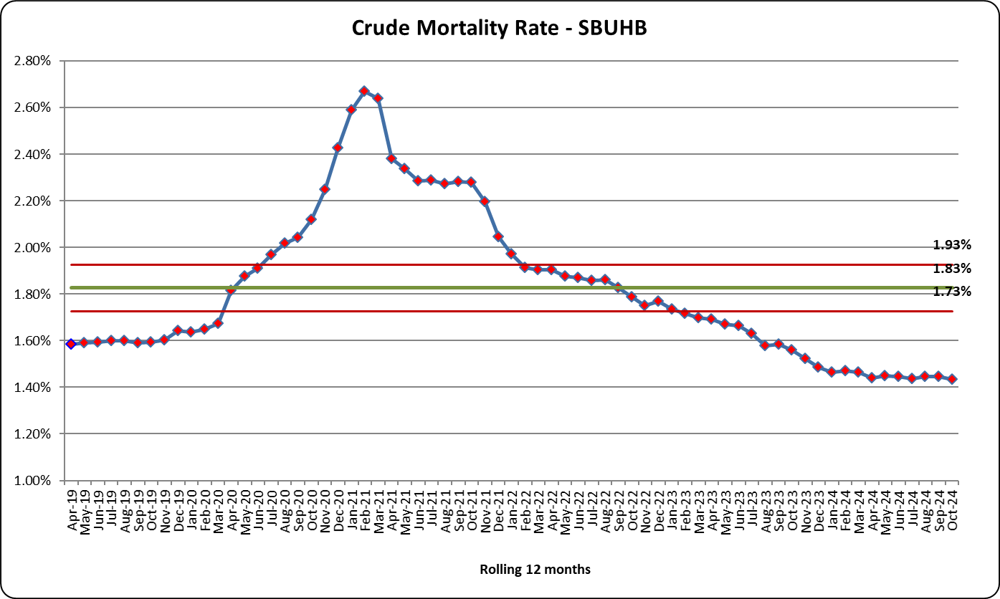 Crude Mortality Rate - SBUHB
2.80%
2.60%
2.40%
2.20%
2.00%
1.80%
1.60%
1.40%
1.20%
1.00%
1.93%
1.83%
1.73%
Apr-19
May-19
Jun-19
Jul-19
Aug-19
Sep-19
Oct-19
Nov-19
Dec-19
Jan-20
Feb-20
Mar-20
Apr-20
May-20
Jun-20
Jul-20
Aug-20
Sep-20
Oct-20
Nov-20
Dec-20
Jan-21
Feb-21
Mar-21
Apr-21
May-21
Jun-21
Jul-21
Aug-21
Sep-21
Oct-21
Nov-21
Dec-21
Jan-22
Feb-22
Mar-22
Apr-22
May-22
Jun-22
Jul-22
Aug-22
Sep-22
Oct-22
Nov-22
Dec-22
Jan-23
Feb-23
Mar-23
Apr-23
May-23
Jun-23
Jul-23
Aug-23
Sep-23
Oct-23
Nov-23
Dec-23
Jan-24
Feb-24
Mar-24
Apr-24
May-24
Jun-24
Jul-24
Aug-24
Sep-24
Oct-24
Rolling 12 months